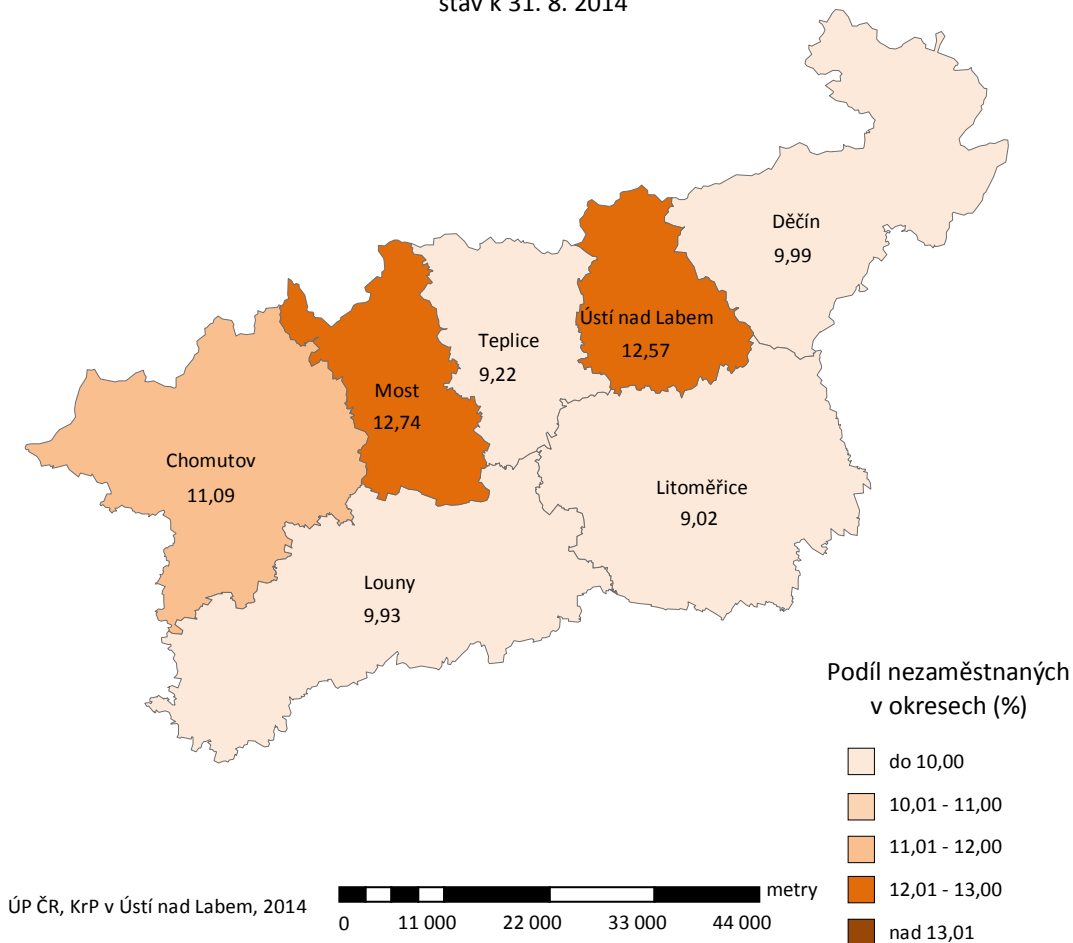 stav k 31. 8. 2014
Děčín
9,99
Ústí nad Labem
12,57
Teplice
9,22
Most
12,74
Chomutov
11,09
Litoměřice
9,02
Louny
9,93
Podíl nezaměstnaných
v okresech (%)
do 10,00
10,01 - 11,00
11,01 - 12,00
12,01 - 13,00
nad 13,01
ÚP ČR, KrP v Ústí nad Labem, 2014
metry
0 11 000 22 000 33 000 44 000